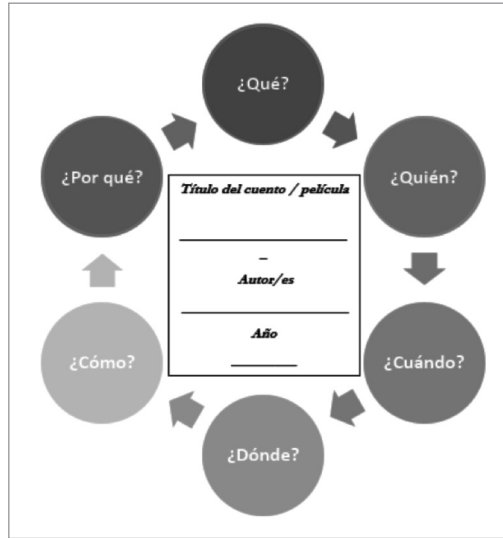 ¿Qué?
¿Quién?
¿Cuándo?
¿Dónde?
¿Cómo?
¿Por qué?
Título del cuento / película
Autor/es
Año